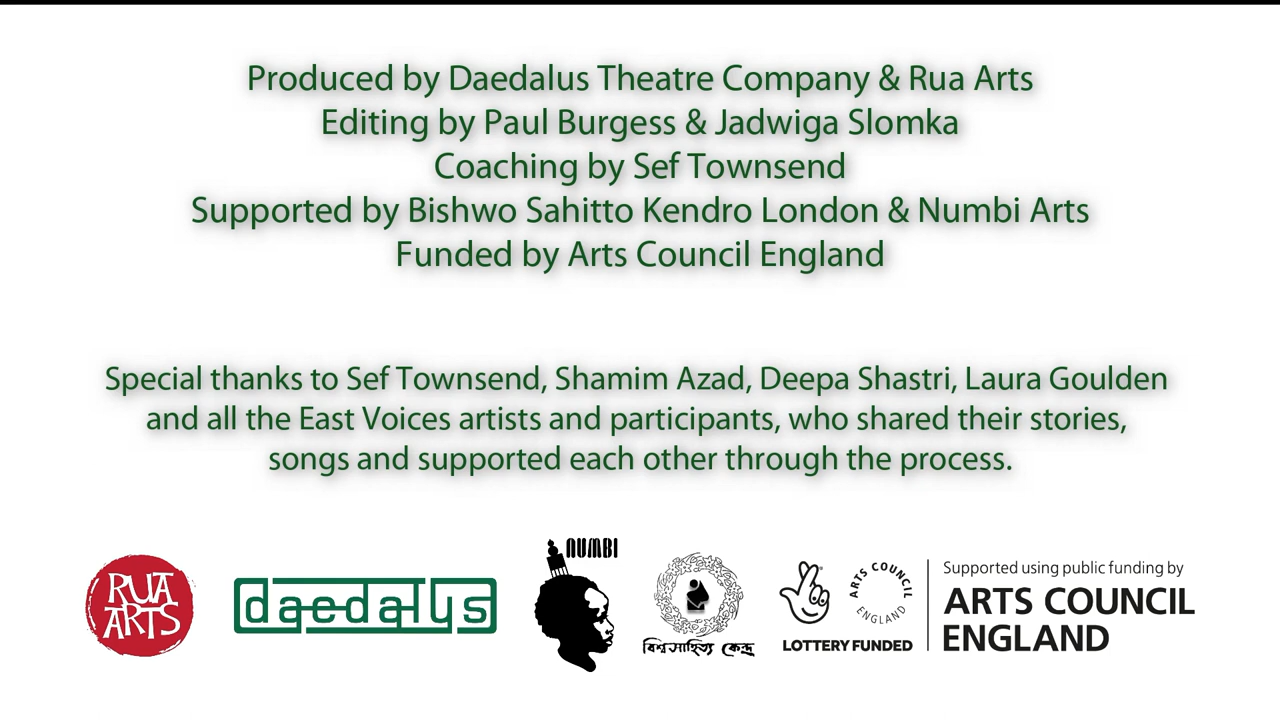 Produced by Daedalus Theatre Company & Rua Arts
Editing by Paul Burgess & Jadwiga Slomka
Coaching by Sef Townsend
Supported by Bishwo Sahitto Kendro London & Numbi Arts
Funded by Arts Council England
Special thanks to Sef Townsend, Shamim Azad, Deepa Shastri, Laura Goulden
and all the East Voices artists and participants, who shared their stories,
songs and supported each other through the process.
RUA
ARTS
daedalus
NUMBI
বিশ্বসাহিত্য কেন্দ্র
ARTS COUNCIL
ENGLAND
LOTTERY FUNDED
Supported using public funding by
ARTS COUNCIL
ENGLAND